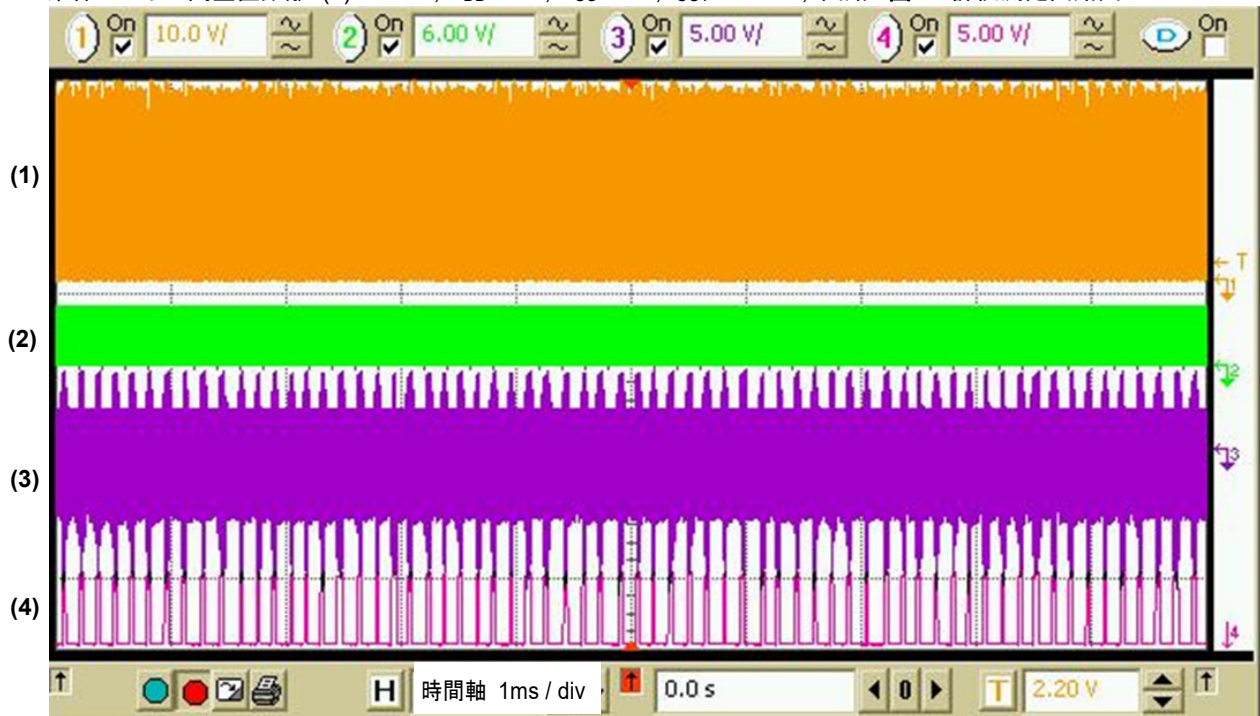 1 On 10.0 V/ 2 On 6.00 V/ 3 On 5.00 V/ 4 On 5.00 V/ D On
(1)
T
1
(2)
2
(3)
3
(4)
4
H 時間軸 1ms / div 0.0 s 0 T 2.20 V